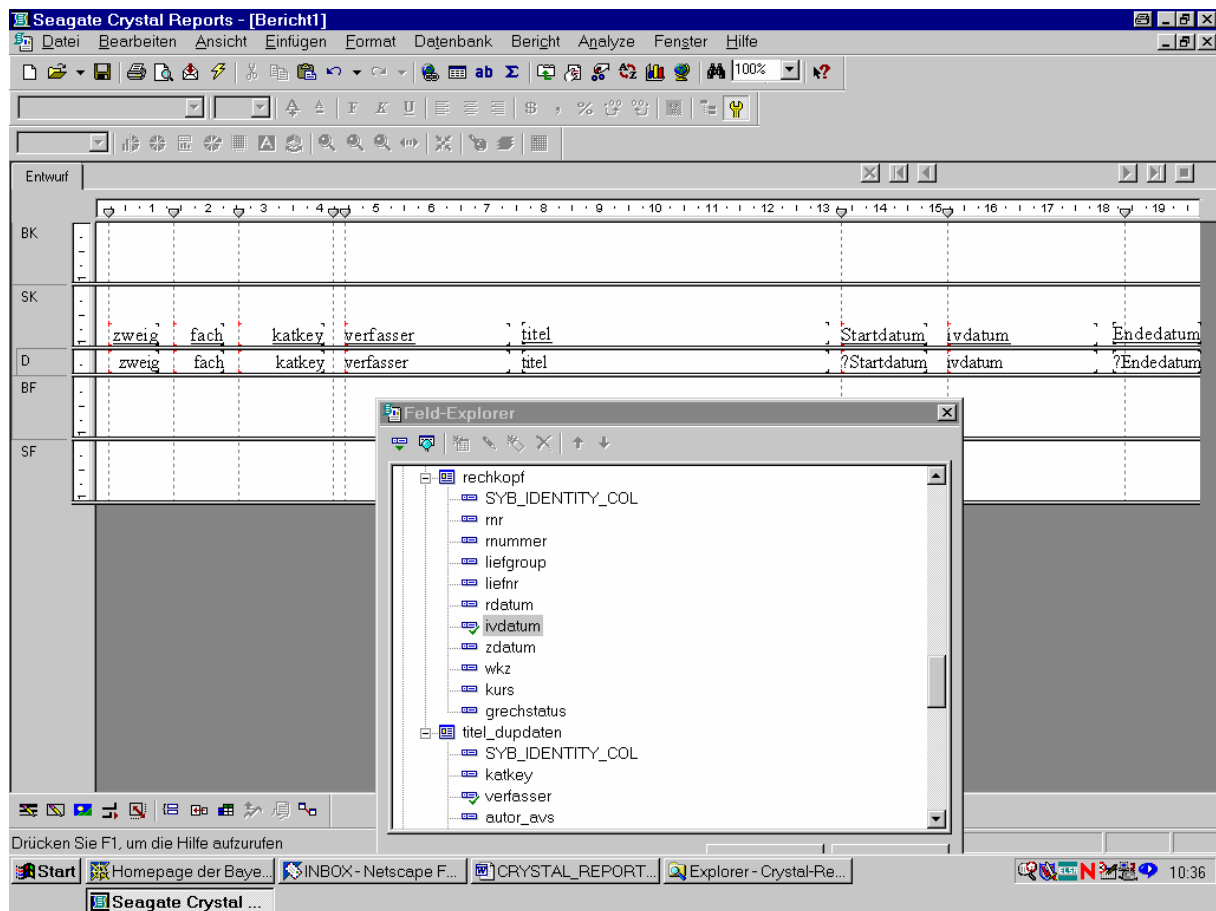 Seagate Crystal Reports - [Bericht1]
Datei Bearbeiten Ansicht Einfügen Format Datenbank Bericht Analyze Fenster Hilfe
ab Σ 100%
F K U $ , %
A
Entwurf
1 2 3 4 5 6 7 8 9 10 11 12 13 14 15 16 17 18 19
BK
SK
zweig fach katkey verfasser titel Startdatum ivdatum Endedatum
D
zweig fach katkey verfasser titel ?Startdatum ivdatum ?Endedatum
BF
SF
Feld-Explorer
rechkopf
SYB_IDENTITY_COL
rnr
rnummer
liefgroup
liefnr
rdatum
ivdatum
zdatum
wkz
kurs
grechstatus
titel_dupdaten
SYB_IDENTITY_COL
katkey
verfasser
autor_avs
Drücken Sie F1, um die Hilfe aufzurufen
Start Homepage der Baye... INBOX - Netscape F... CRYSTAL_REPORT... Explorer - Crystal-Re... ELSA N 10:36
Seagate Crystal ...